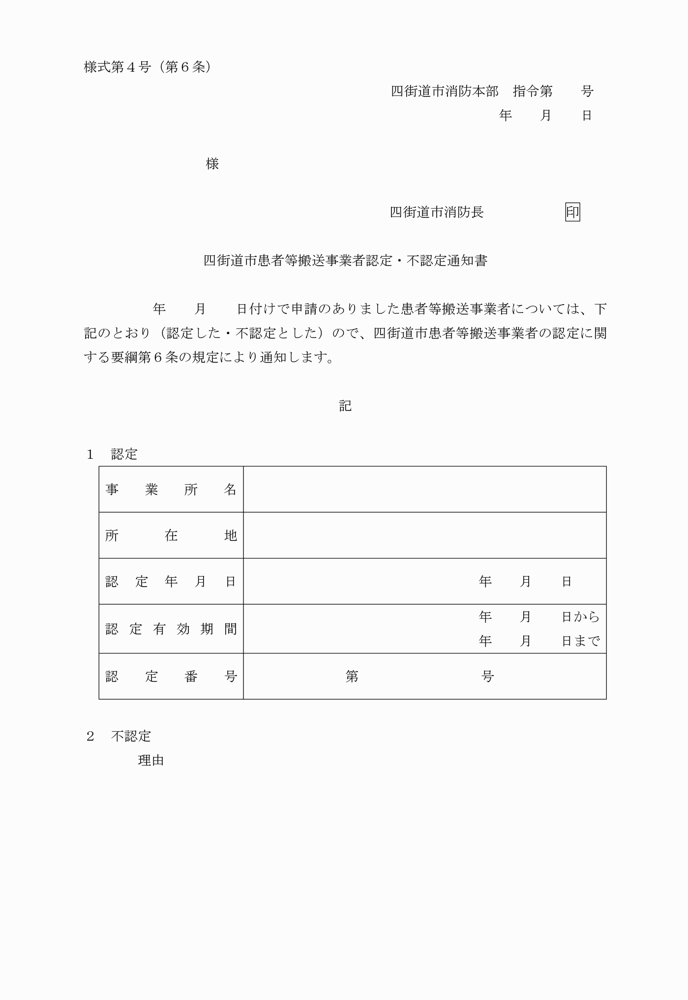 様式第４号（第６条）
四街道市消防本部　指令第　　号
年　　月　　日
様
四街道市消防長　　　　　　印
四街道市患者等搬送事業者認定・不認定通知書
年　　月　　日付けで申請のありました患者等搬送事業者については、下
記のとおり（認定した・不認定とした）ので、四街道市患者等搬送事業者の認定に関
する要綱第６条の規定により通知します。
記
１　認定
事業所名
所在地
認定年月日　　年　　月　　日
認定有効期間　　年　　月　　日から
年　　月　　日まで
認定番号　　第　　　　　　　　　号
２　不認定
理由